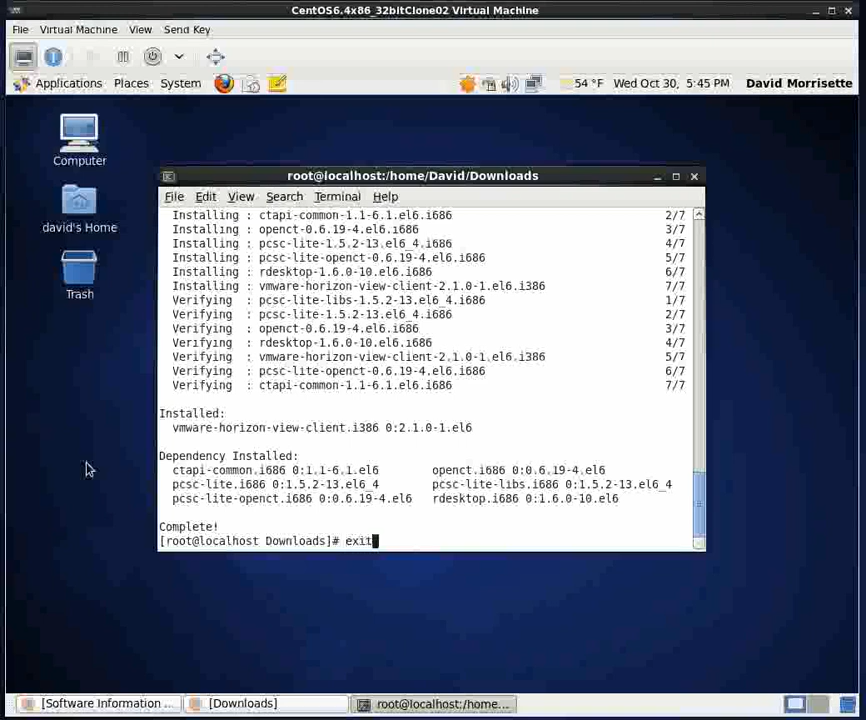 CentOS6.4x86_32bitClone02 Virtual Machine
File Virtual Machine View Send Key
Applications Places System 54 °F Wed Oct 30, 5:45 PM David Morrisette
Computer
david's Home
Trash
root@localhost:/home/David/Downloads
File Edit View Search Terminal Help
Installing : ctapi-common-1.1-6.1.el6.i686 2/7
Installing : openct-0.6.19-4.el6.i686 3/7
Installing : pcsc-lite-1.5.2-13.el6_4.i686 4/7
Installing : pcsc-lite-openct-0.6.19-4.el6.i686 5/7
Installing : rdesktop-1.6.0-10.el6.i686 6/7
Installing : vmware-horizon-view-client-2.1.0-1.el6.i386 7/7
Verifying : pcsc-lite-libs-1.5.2-13.el6_4.i686 1/7
Verifying : pcsc-lite-1.5.2-13.el6_4.i686 2/7
Verifying : openct-0.6.19-4.el6.i686 3/7
Verifying : rdesktop-1.6.0-10.el6.i686 4/7
Verifying : vmware-horizon-view-client-2.1.0-1.el6.i386 5/7
Verifying : pcsc-lite-openct-0.6.19-4.el6.i686 6/7
Verifying : ctapi-common-1.1-6.1.el6.i686 7/7
Installed:
vmware-horizon-view-client.i386 0:2.1.0-1.el6
Dependency Installed:
ctapi-common.i686 0:1.1-6.1.el6 openct.i686 0:0.6.19-4.el6
pcsc-lite.i686 0:1.5.2-13.el6_4 pcsc-lite-libs.i686 0:1.5.2-13.el6_4
pcsc-lite-openct.i686 0:0.6.19-4.el6 rdesktop.i686 0:1.6.0-10.el6
Complete!
[root@localhost Downloads]# exit
[Software Information ... [Downloads] root@localhost:/home...